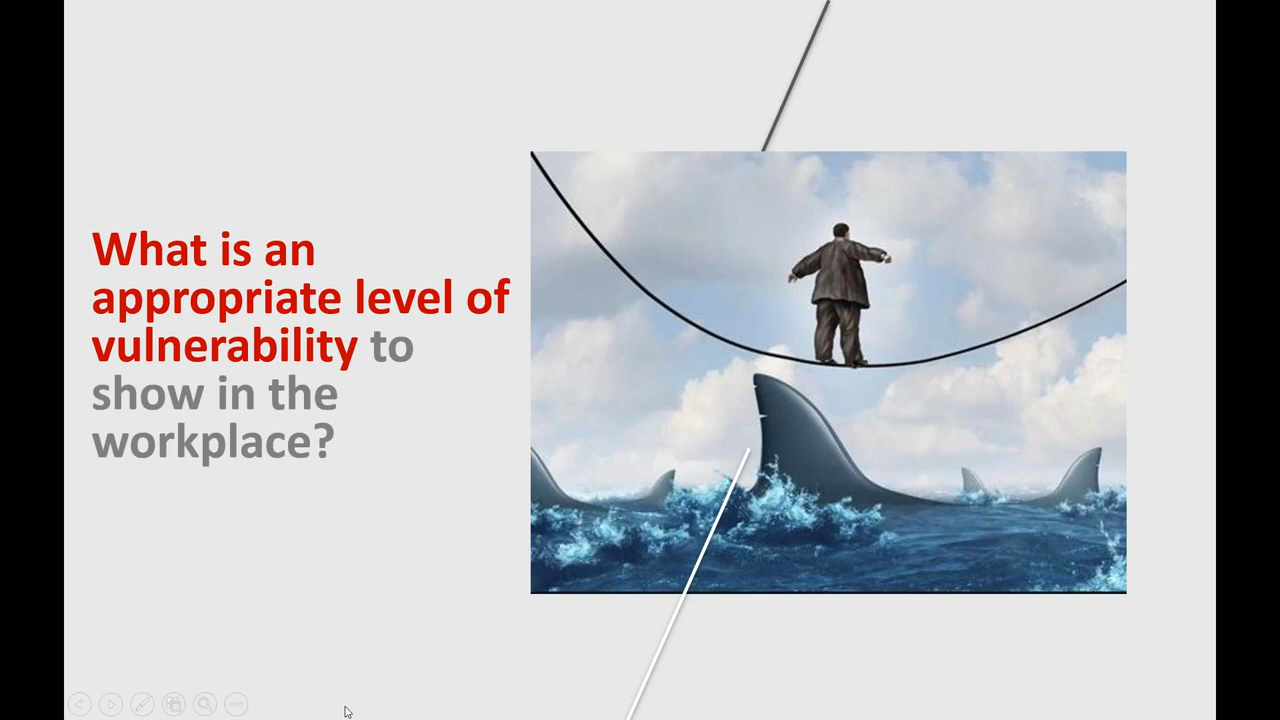 What is an
appropriate level of
vulnerability to
show in the
workplace?